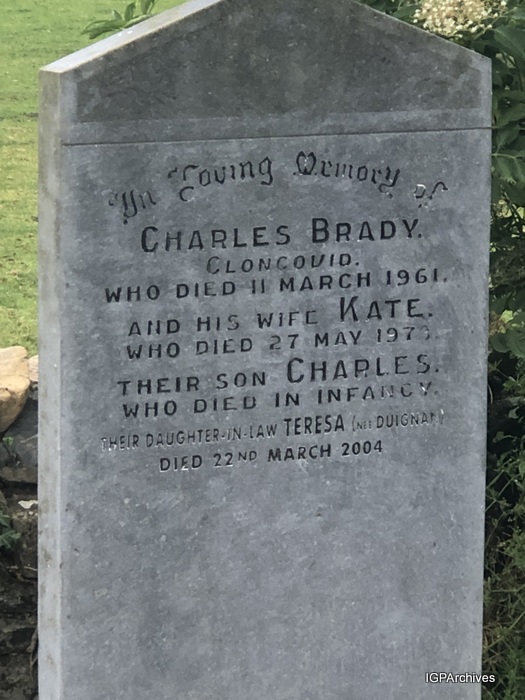 In Loving Memory of
CHARLES BRADY.
CLONCOVID.
WHO DIED 11 MARCH 1961.
AND HIS WIFE KATE.
WHO DIED 27 MAY
THEIR SON CHARLES.
WHO DIED IN INFANCY.
THEIR DAUGHTER-IN-LAW TERESA (NEE DUIGNAN)
DIED 22ND MARCH 2004
IGPArchives